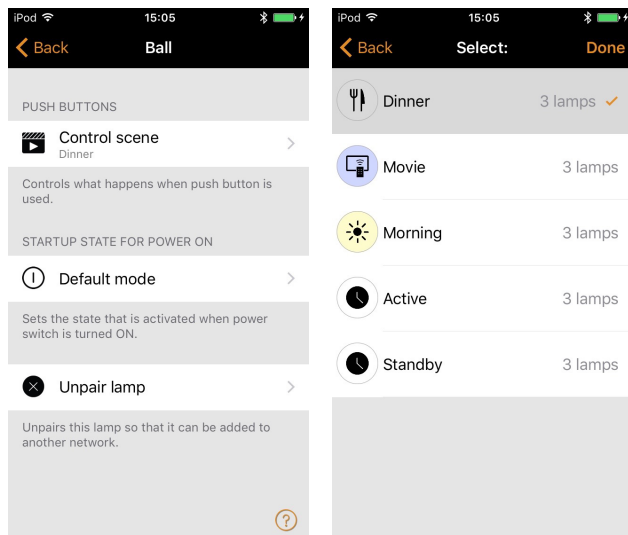 iPod 15:05
Back Ball
PUSH BUTTONS
Control scene
Dinner
Controls what happens when push button is
used.
STARTUP STATE FOR POWER ON
Default mode
Sets the state that is activated when power
switch is turned ON.
Unpair lamp
Unpairs this lamp so that it can be added to
another network.
?
iPod 15:05
Back Select: Done
Dinner 3 lamps
Movie 3 lamps
Morning 3 lamps
Active 3 lamps
Standby 3 lamps